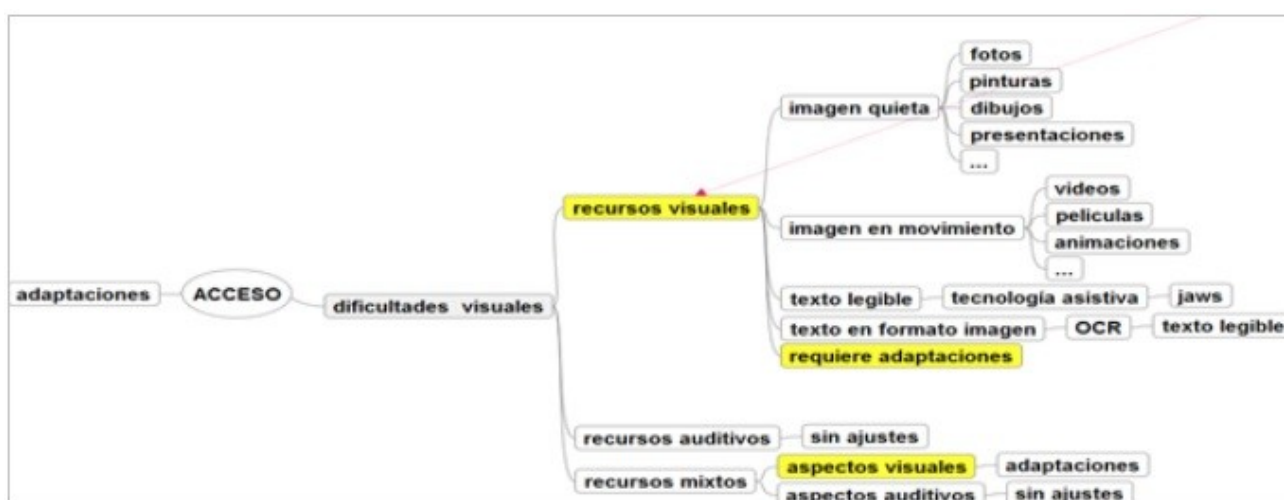 adaptaciones
ACCESO
dificultades visuales
recursos visuales
imagen quieta
fotos
pinturas
dibujos
presentaciones
...
imagen en movimiento
videos
peliculas
animaciones
...
texto legible
tecnología asistiva
jaws
texto en formato imagen
OCR
texto legible
requiere adaptaciones
recursos auditivos
sin ajustes
recursos mixtos
aspectos visuales
adaptaciones
aspectos auditivos
sin ajustes